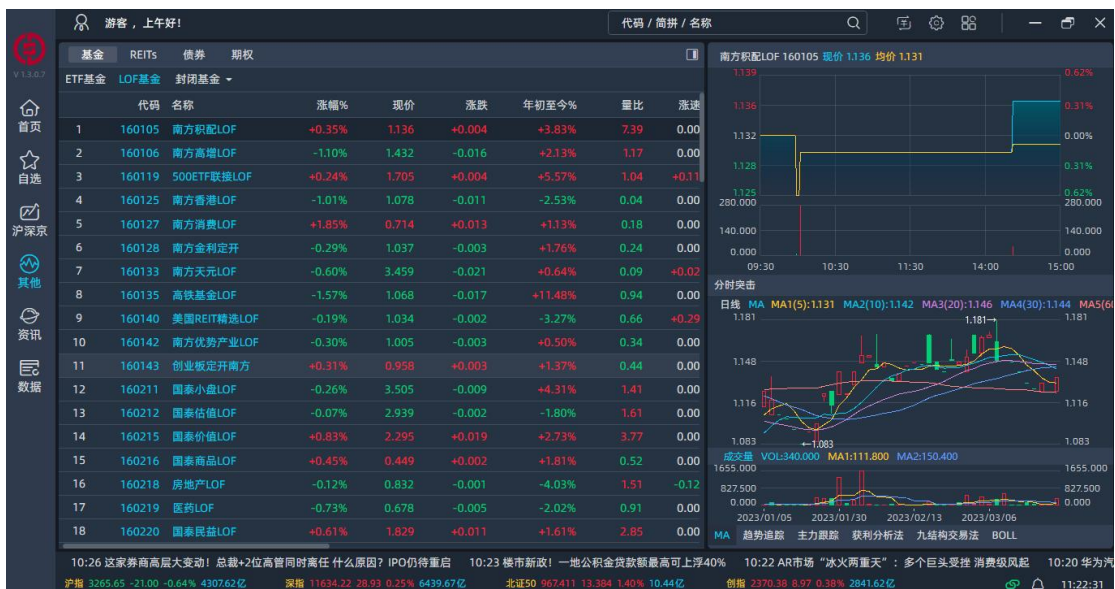 游客，上午好！ 代码 / 简拼 / 名称
V 1.3.0.7
首页
自选
沪深京
其他
资讯
数据
基金 REITs 债券 期权
ETF基金 LOF基金 封闭基金
代码 名称 涨幅% 现价 涨跌 年初至今% 量比 涨速
1 160105 南方积配LOF +0.35% 1.136 +0.004 +3.83% 7.39 0.00
2 160106 南方高增LOF -1.10% 1.432 -0.016 +2.13% 1.17 0.00
3 160119 500ETF联接LOF +0.24% 1.705 +0.004 +5.57% 1.04 +0.11
4 160125 南方香港LOF -1.01% 1.078 -0.011 -2.53% 0.04 0.00
5 160127 南方消费LOF +1.85% 0.714 +0.013 +1.13% 0.18 0.00
6 160128 南方金利定开 -0.29% 1.037 -0.003 +1.76% 0.24 0.00
7 160133 南方天元LOF -0.60% 3.459 -0.021 +0.64% 0.09 +0.02
8 160135 高铁基金LOF -1.57% 1.068 -0.017 +11.48% 0.94 0.00
9 160140 美国REIT精选LOF -0.19% 1.034 -0.002 -3.27% 0.66 +0.29
10 160142 南方优势产业LOF -0.30% 1.005 -0.003 +0.50% 0.34 0.00
11 160143 创业板定开南方 +0.31% 0.958 +0.003 +1.37% 0.44 0.00
12 160211 国泰小盘LOF -0.26% 3.505 -0.009 +4.31% 1.41 0.00
13 160212 国泰估值LOF -0.07% 2.939 -0.002 -1.80% 1.61 0.00
14 160215 国泰价值LOF +0.83% 2.295 +0.019 +2.73% 3.77 0.00
15 160216 国泰商品LOF +0.45% 0.449 +0.002 +1.81% 0.52 0.00
16 160218 房地产LOF -0.12% 0.832 -0.001 -4.03% 1.51 -0.12
17 160219 医药LOF -0.73% 0.678 -0.005 -2.02% 0.91 0.00
18 160220 国泰民益LOF +0.61% 1.829 +0.011 +1.61% 2.85 0.00
南方积配LOF 160105 现价 1.136 均价 1.131
1.139 0.62%
1.136 0.31%
1.132 0.00%
1.128 0.31%
1.125 0.62%
280.000 280.000
140.000 140.000
0.000 0.000
09:30 10:30 11:30 14:00 15:00
分时突击
日线 MA MA1(5):1.131 MA2(10):1.142 MA3(20):1.146 MA4(30):1.144 MA5(60
1.181 1.181→ 1.181
1.148 1.148
1.116 1.116
1.083 ←1.083 1.083
成交量 VOL:340.000 MA1:111.800 MA2:150.400
1655.000 1655.000
827.500 827.500
0.000 0.000
2023/01/05 2023/01/30 2023/02/13 2023/03/06
MA 趋势追踪 主力跟踪 获利分析法 九结构交易法 BOLL
10:26 这家券商高层大变动！总裁+2位高管同时离任 什么原因？IPO仍待重启 10:23 楼市新政！一地公积金贷款额最高可上浮40% 10:22 AR市场“冰火两重天”：多个巨头受挫 消费级风起 10:20 华为汽
沪指 3265.65 -21.00 -0.64% 4307.62亿 深指 11634.22 28.93 0.25% 6439.67亿 北证50 967.411 13.384 1.40% 10.44亿 创指 2370.38 8.97 0.38% 2841.62亿 11:22:31